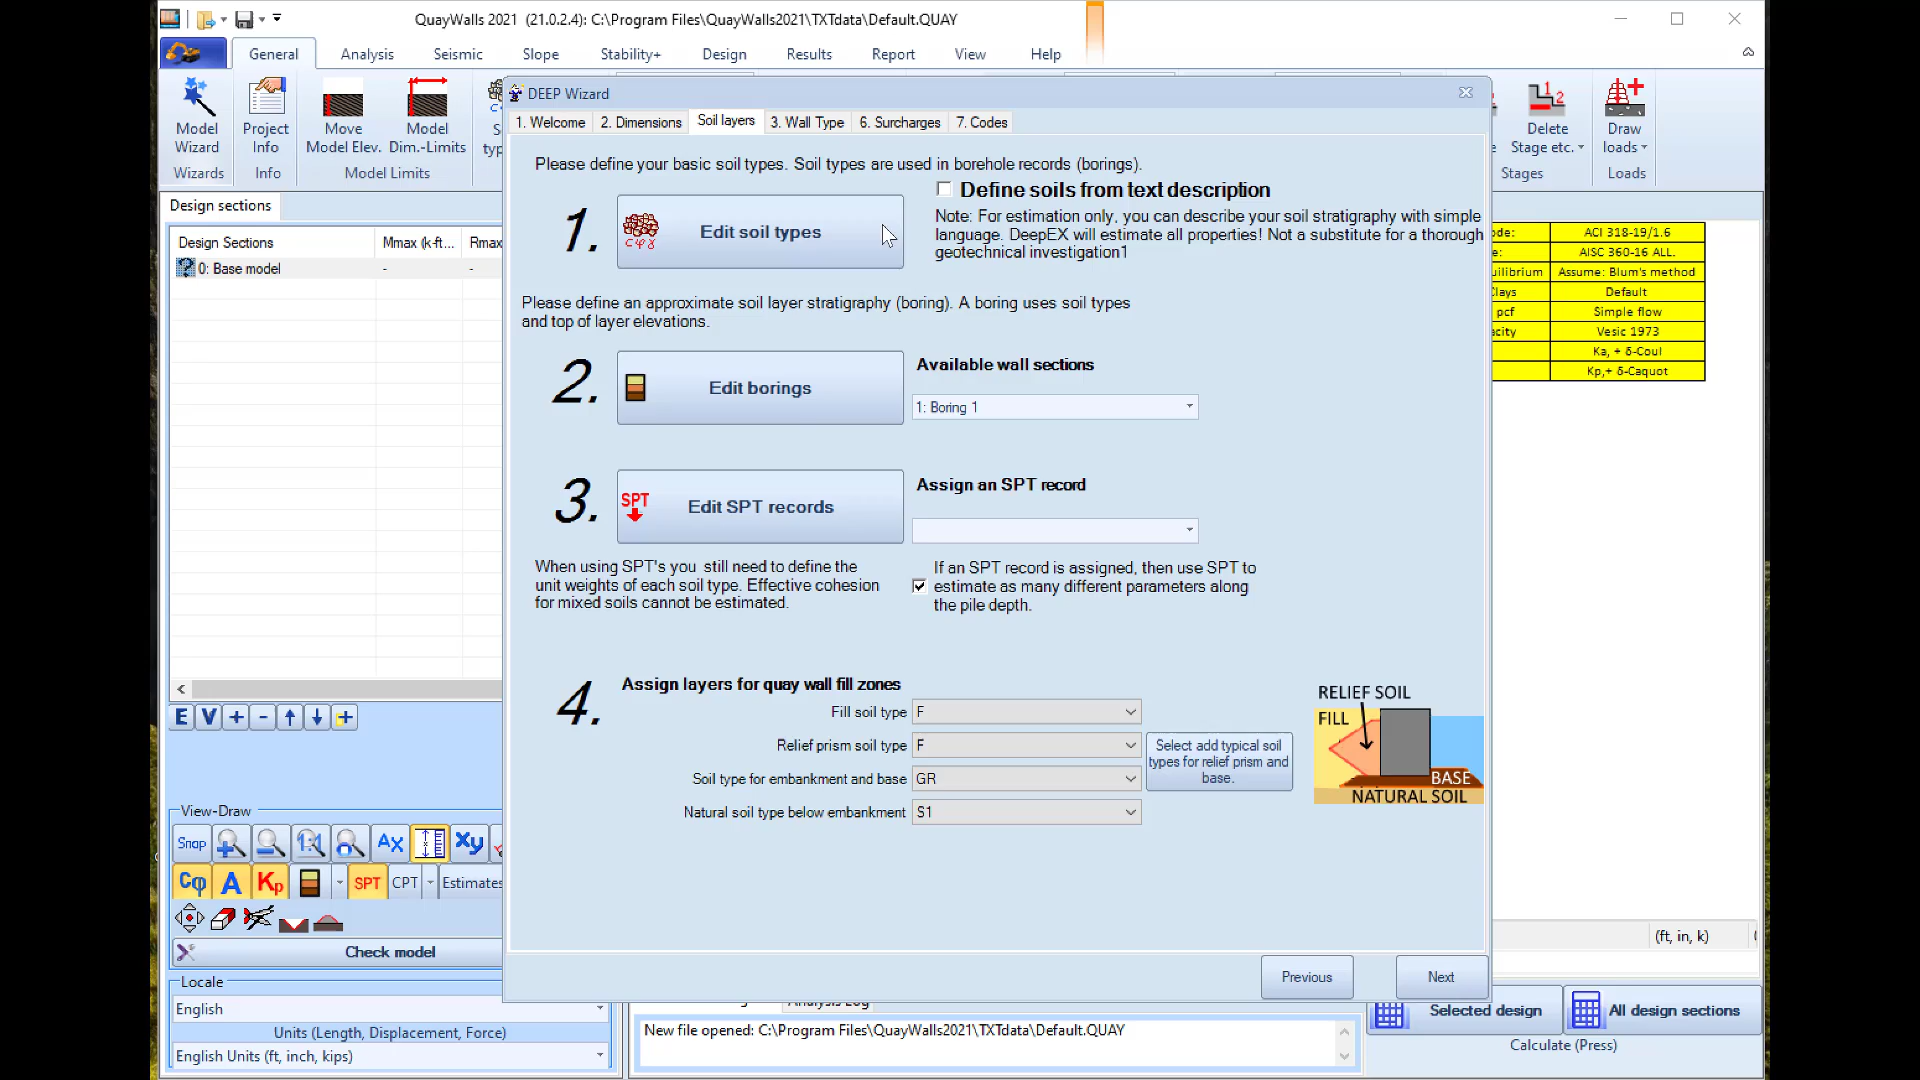 QuayWalls 2021 (21.0.2.4): C:\Program Files\QuayWalls2021\TXTdata\Default.QUAY
General
Analysis
Seismic
Slope
Stability+
Design
Results
Report
View
Help
Model Wizard
Project Info
Move Model Elev.
Model Dim.-Limits
Delete Stage etc.
Draw loads
Wizards
Info
Model Limits
Stages
Loads
Design sections
Design Sections
Mmax (k-ft...
Rmax
0: Base model
-
-
DEEP Wizard
1. Welcome
2. Dimensions
Soil layers
3. Wall Type
6. Surcharges
7. Codes
Please define your basic soil types. Soil types are used in borehole records (borings).
1.
Edit soil types
Define soils from text description
Note: For estimation only, you can describe your soil stratigraphy with simple
language. DeepEX will estimate all properties! Not a substitute for a thorough
geotechnical investigation1
Please define an approximate soil layer stratigraphy (boring). A boring uses soil types
and top of layer elevations.
2.
Edit borings
Available wall sections
1: Boring 1
3.
SPT
Edit SPT records
Assign an SPT record
When using SPT's you still need to define the
unit weights of each soil type. Effective cohesion
for mixed soils cannot be estimated.
If an SPT record is assigned, then use SPT to
estimate as many different parameters along
the pile depth.
4.
Assign layers for quay wall fill zones
Fill soil type
F
Relief prism soil type
F
Soil type for embankment and base
GR
Natural soil type below embankment
S1
Select add typical soil
types for relief prism and
base.
RELIEF SOIL
FILL
BASE
NATURAL SOIL
Previous
Next
ode:
ACI 318-19/1.6
e:
AISC 360-16 ALL.
uilibrium
Assume: Blum's method
Clays
Default
pcf
Simple flow
acity
Vesic 1973
Ka, + δ-Coul
Kp,+ δ-Caquot
(ft, in, k)
View-Draw
Snap
1:1
AX
Xy
Cφ
A
Kp
SPT
CPT
Estimates
Check model
Locale
English
Units (Length, Displacement, Force)
English Units (ft, inch, kips)
E
V
New file opened: C:\Program Files\QuayWalls2021\TXTdata\Default.QUAY
Selected design
All design sections
Calculate (Press)